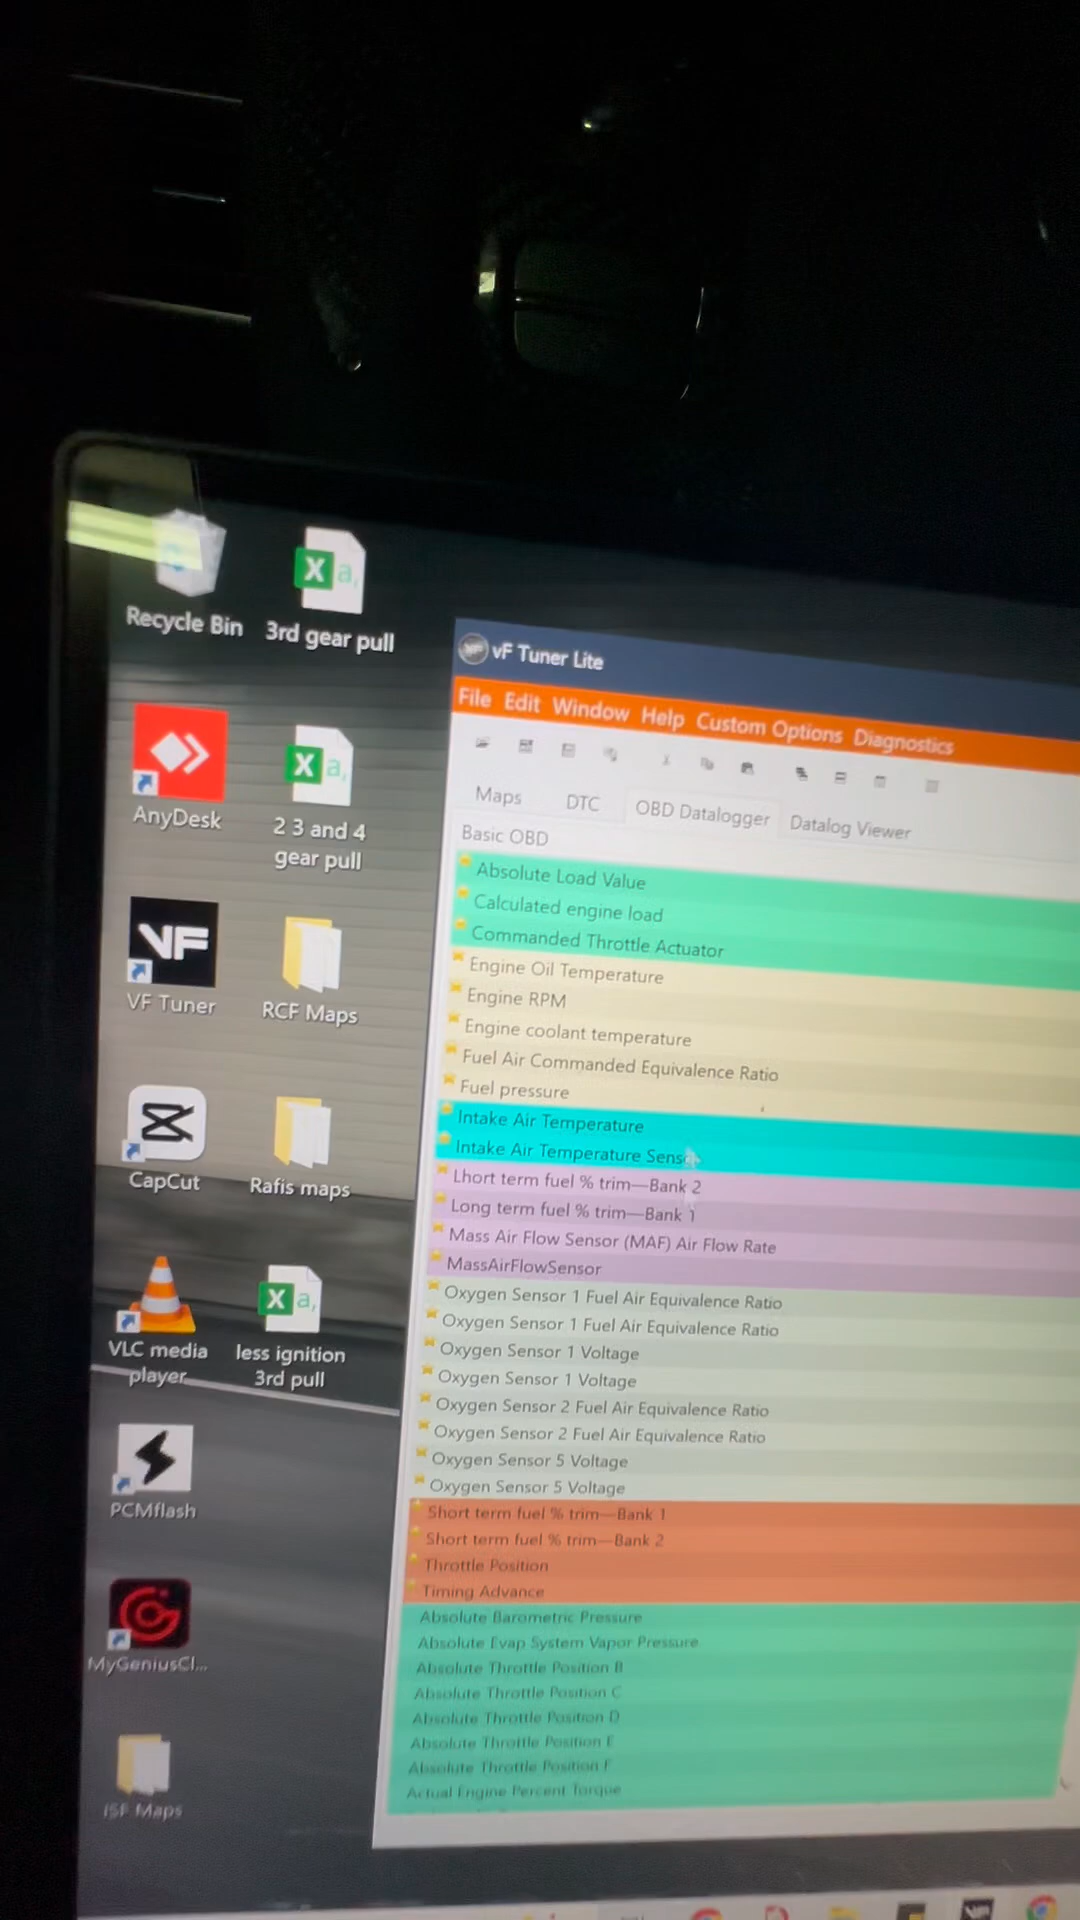 Recycle Bin
3rd gear pull
AnyDesk
2 3 and 4
gear pull
VF
VF Tuner
RCF Maps
CapCut
Rafis maps
VLC media
player
less ignition
3rd pull
PCMflash
MyGeniusCl...
ISF Maps
vF Tuner Lite
File Edit Window Help Custom Options Diagnostics
Maps DTC OBD Datalogger Datalog Viewer
Basic OBD
Absolute Load Value
Calculated engine load
Commanded Throttle Actuator
Engine Oil Temperature
Engine RPM
Engine coolant temperature
Fuel Air Commanded Equivalence Ratio
Fuel pressure
Intake Air Temperature
Intake Air Temperature Senso
Lhort term fuel % trim—Bank 2
Long term fuel % trim—Bank 1
Mass Air Flow Sensor (MAF) Air Flow Rate
MassAirFlowSensor
Oxygen Sensor 1 Fuel Air Equivalence Ratio
Oxygen Sensor 1 Fuel Air Equivalence Ratio
Oxygen Sensor 1 Voltage
Oxygen Sensor 1 Voltage
Oxygen Sensor 2 Fuel Air Equivalence Ratio
Oxygen Sensor 2 Fuel Air Equivalence Ratio
Oxygen Sensor 5 Voltage
Oxygen Sensor 5 Voltage
Short term fuel % trim—Bank 1
Short term fuel % trim—Bank 2
Throttle Position
Timing Advance
Absolute Barometric Pressure
Absolute Evap System Vapor Pressure
Absolute Throttle Position B
Absolute Throttle Position C
Absolute Throttle Position D
Absolute Throttle Position E
Absolute Throttle Position F
Actual Engine Percent Torque